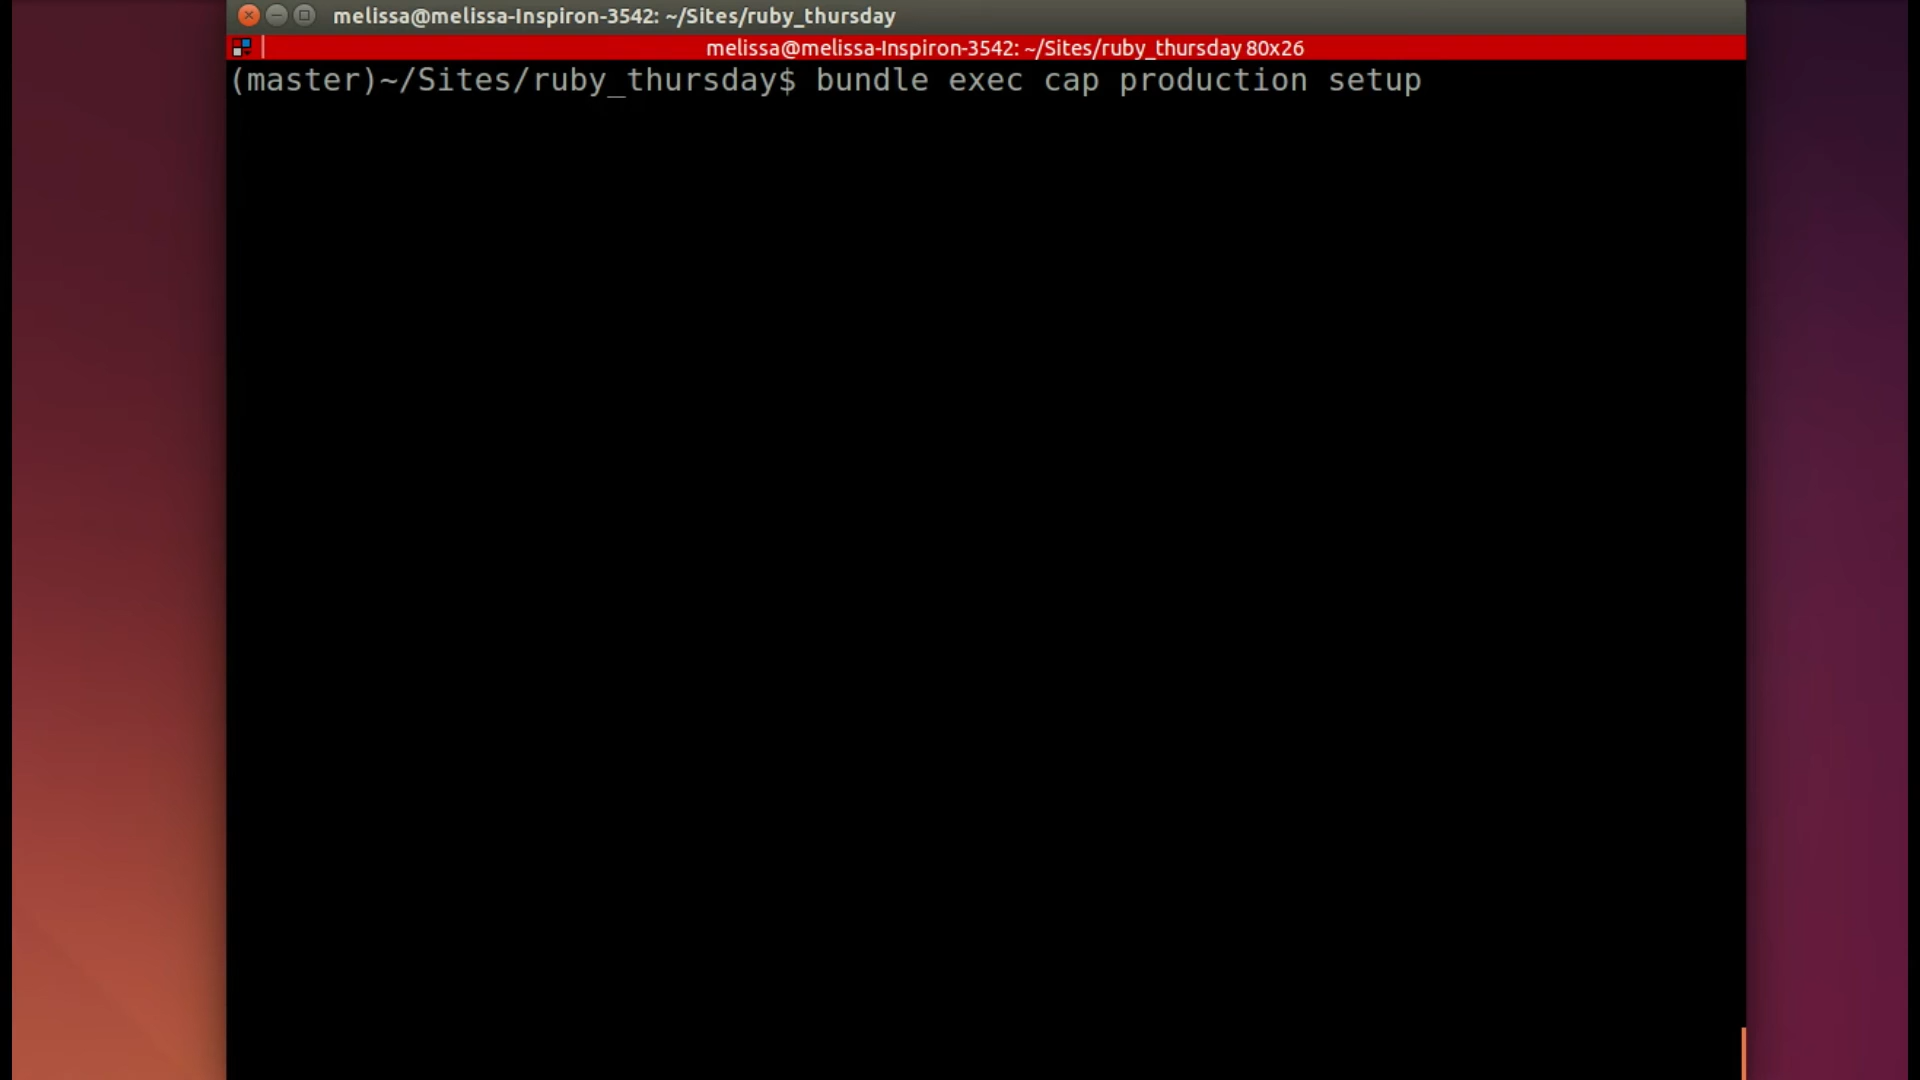 melissa@melissa-Inspiron-3542: ~/Sites/ruby_thursday
melissa@melissa-Inspiron-3542: ~/Sites/ruby_thursday 80x26
(master)~/Sites/ruby_thursday$ bundle exec cap production setup